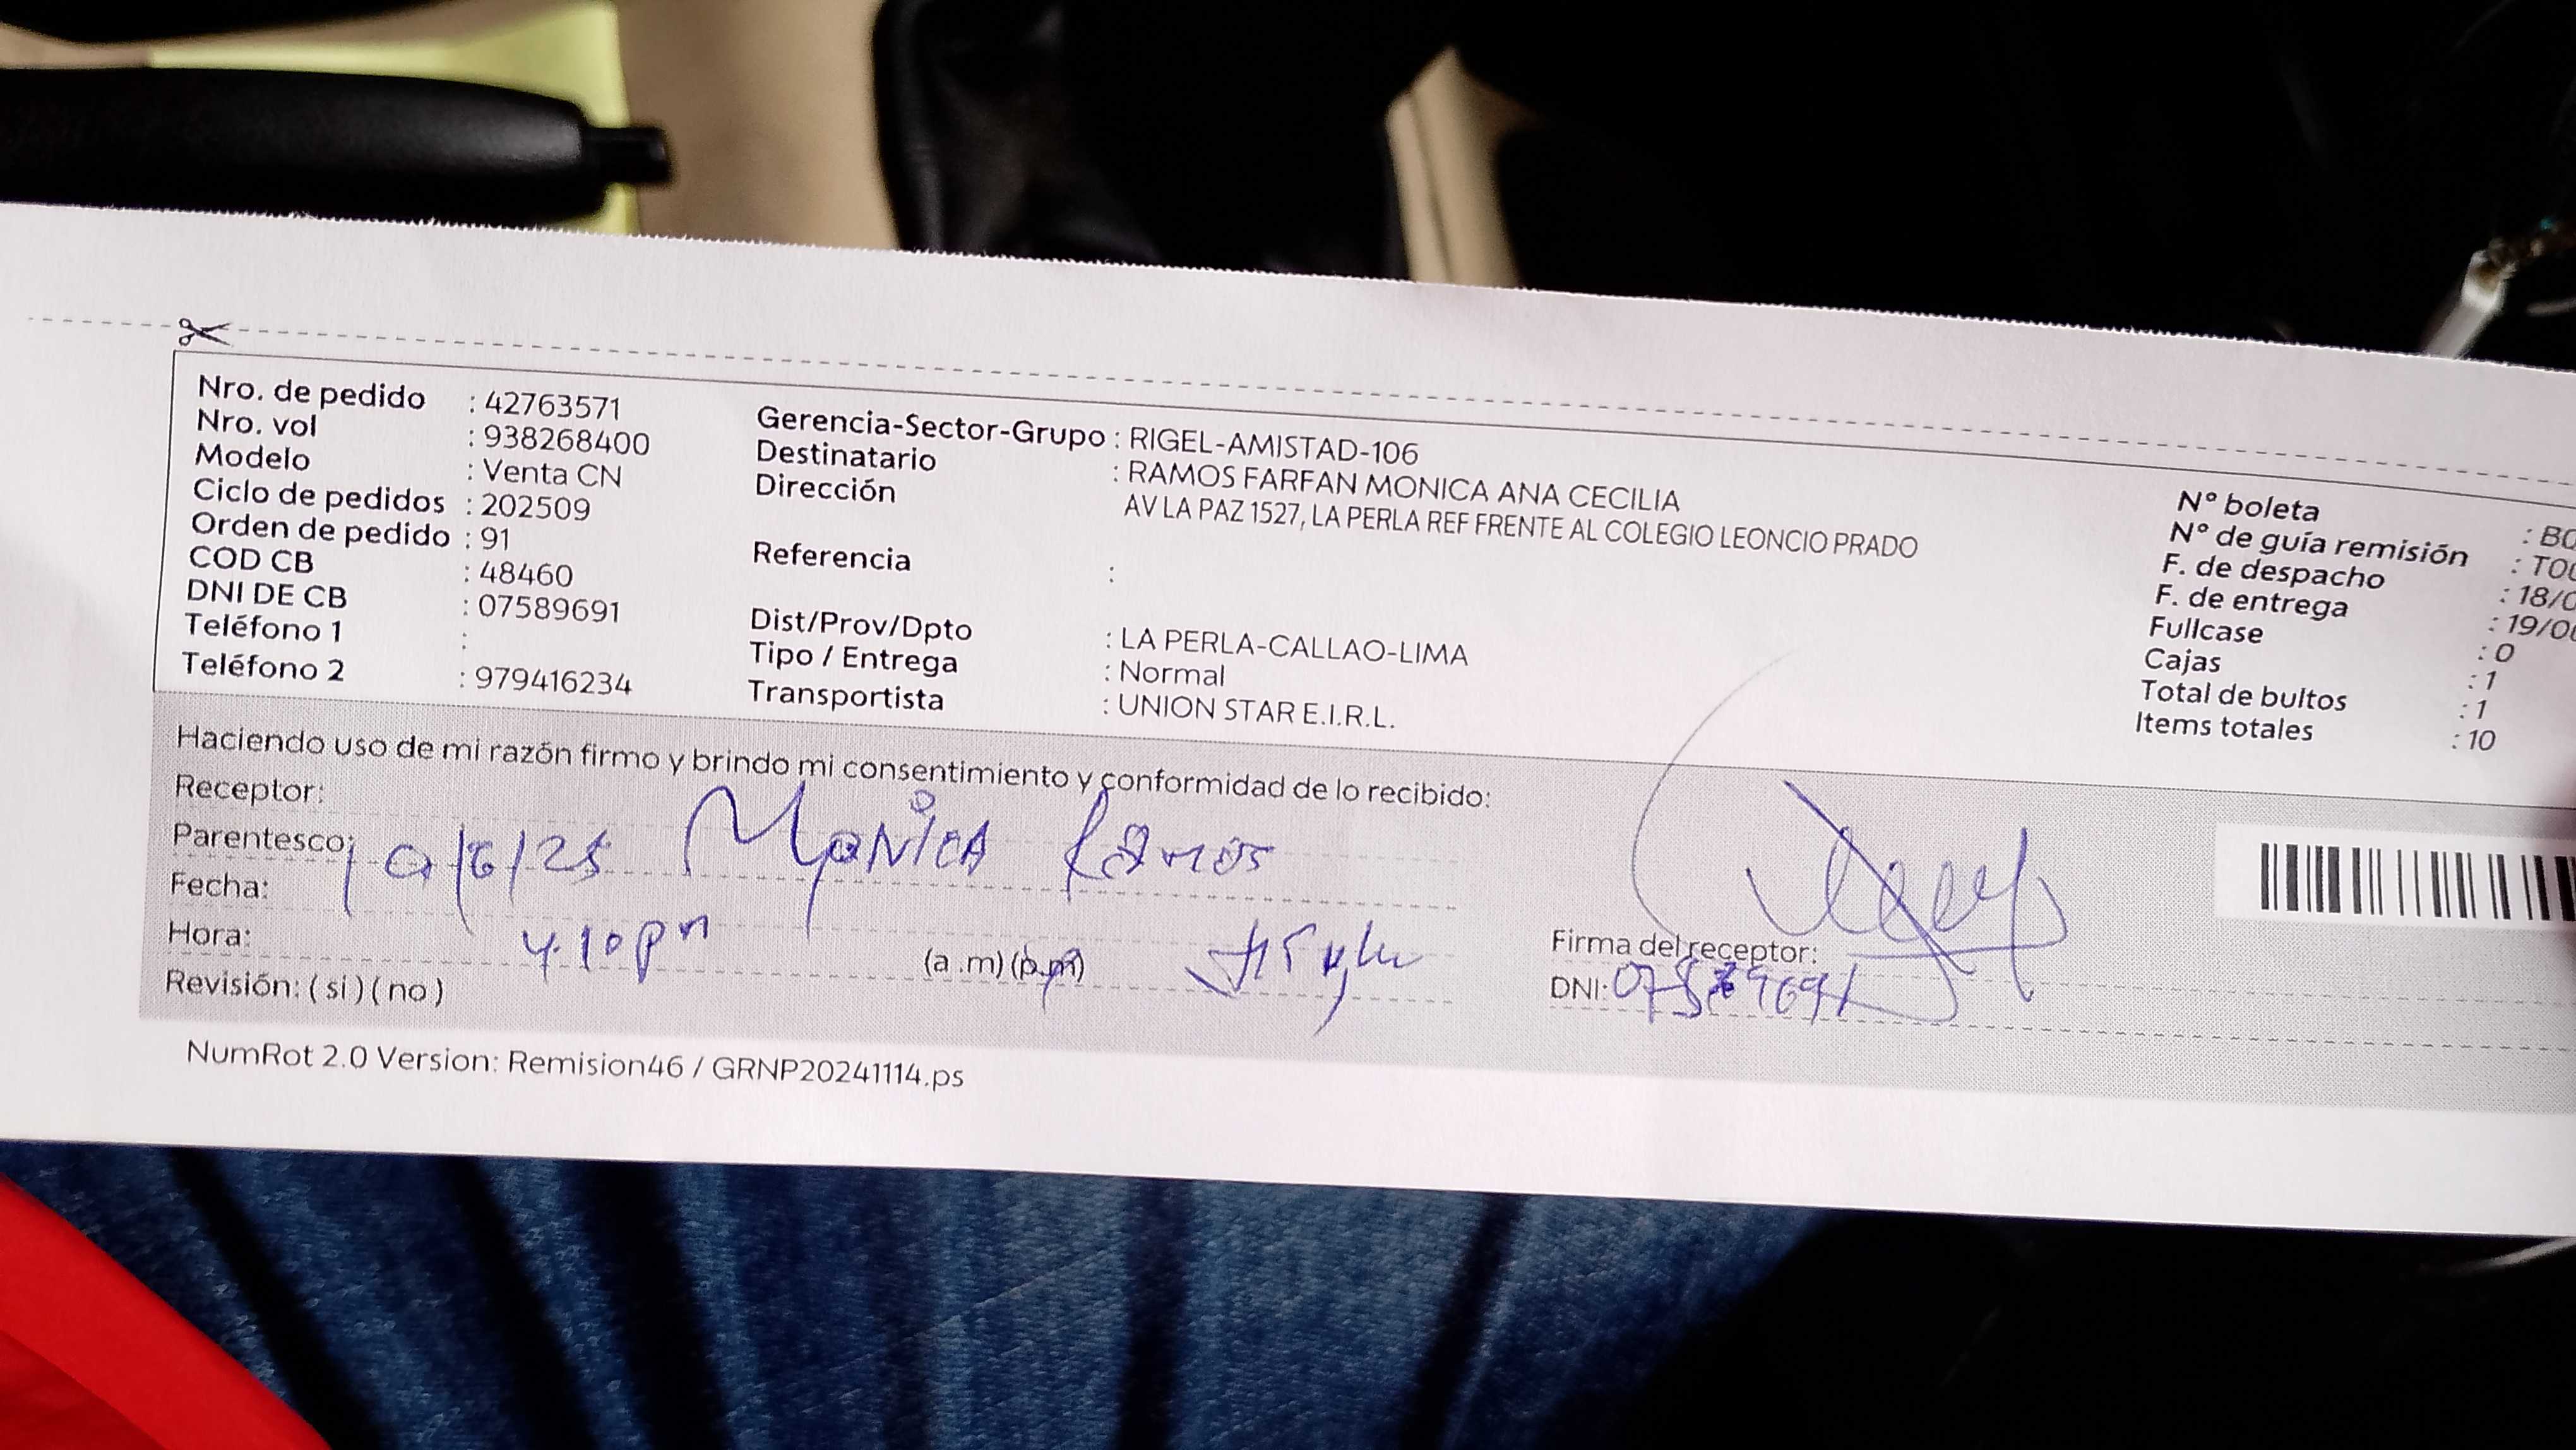 Nro. de pedido : 42763571
Nro. vol : 938268400
Modelo : Venta CN
Ciclo de pedidos : 202509
Orden de pedido : 91
COD CB : 48460
DNI DE CB : 07589691
Teléfono 1 :
Teléfono 2 : 979416234
Gerencia-Sector-Grupo : RIGEL-AMISTAD-106
Destinatario : RAMOS FARFAN MONICA ANA CECILIA
Dirección AV LA PAZ 1527, LA PERLA REF FRENTE AL COLEGIO LEONCIO PRADO
Referencia :
Dist/Prov/Dpto : LA PERLA-CALLAO-LIMA
Tipo / Entrega : Normal
Transportista : UNION STAR E.I.R.L.
N° boleta :
N° de guía remisión :
F. de despacho : 18/
F. de entrega : 19/0
Fullcase : 0
Cajas : 1
Total de bultos : 1
Items totales : 10
Haciendo uso de mi razón firmo y brindo mi consentimiento y conformidad de lo recibido:
Receptor:
Parentesco: Monica Ramos
Fecha:
Hora: 4.10 pm (a .m) (p.m)
Revisión: ( si ) ( no )
Firma del receptor:
DNI:
NumRot 2.0 Version: Remision46 / GRNP20241114.ps